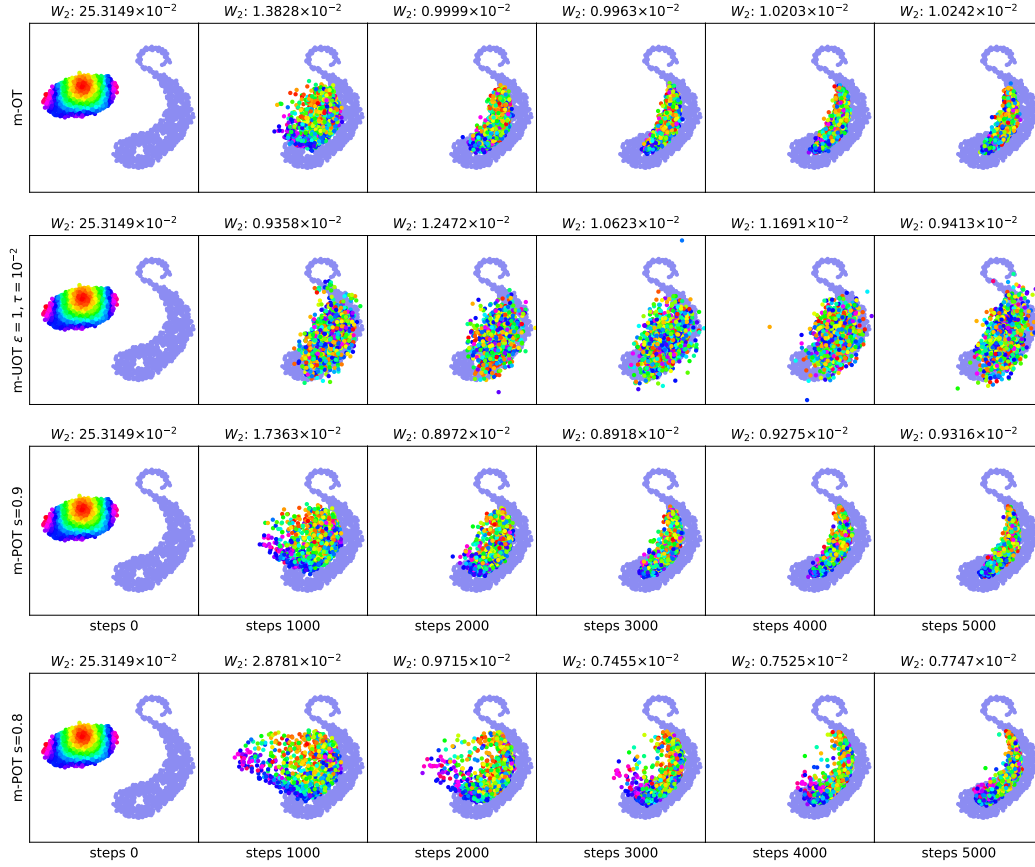 W₂: 25.3149×10⁻² W₂: 1.3828×10⁻² W₂: 0.9999×10⁻² W₂: 0.9963×10⁻² W₂: 1.0203×10⁻² W₂: 1.0242×10⁻²
m-OT
W₂: 25.3149×10⁻² W₂: 0.9358×10⁻² W₂: 1.2472×10⁻² W₂: 1.0623×10⁻² W₂: 1.1691×10⁻² W₂: 0.9413×10⁻²
m-UOT ε = 1, τ = 10⁻²
W₂: 25.3149×10⁻² W₂: 1.7363×10⁻² W₂: 0.8972×10⁻² W₂: 0.8918×10⁻² W₂: 0.9275×10⁻² W₂: 0.9316×10⁻²
m-POT s=0.9
steps 0 steps 1000 steps 2000 steps 3000 steps 4000 steps 5000
W₂: 25.3149×10⁻² W₂: 2.8781×10⁻² W₂: 0.9715×10⁻² W₂: 0.7455×10⁻² W₂: 0.7525×10⁻² W₂: 0.7747×10⁻²
m-POT s=0.8
steps 0 steps 1000 steps 2000 steps 3000 steps 4000 steps 5000